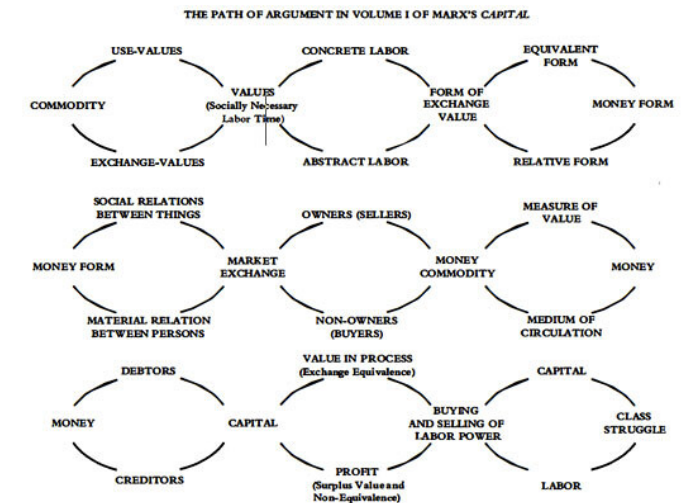 THE PATH OF ARGUMENT IN VOLUME I OF MARX'S CAPITAL
USE-VALUES
CONCRETE LABOR
EQUIVALENT
FORM
COMMODITY
VALUES
(Socially Necessary
Labor Time)
FORM OF
EXCHANGE
VALUE
MONEY FORM
EXCHANGE-VALUES
ABSTRACT LABOR
RELATIVE FORM
SOCIAL RELATIONS
BETWEEN THINGS
OWNERS (SELLERS)
MEASURE OF
VALUE
MONEY FORM
MARKET
EXCHANGE
MONEY
COMMODITY
MONEY
MATERIAL RELATION
BETWEEN PERSONS
NON-OWNERS
(BUYERS)
MEDIUM OF
CIRCULATION
DEBTORS
VALUE IN PROCESS
(Exchange Equivalence)
CAPITAL
MONEY
CAPITAL
BUYING
AND SELLING OF
LABOR POWER
CLASS
STRUGGLE
CREDITORS
PROFIT
(Surplus Value and
Non-Equivalence)
LABOR